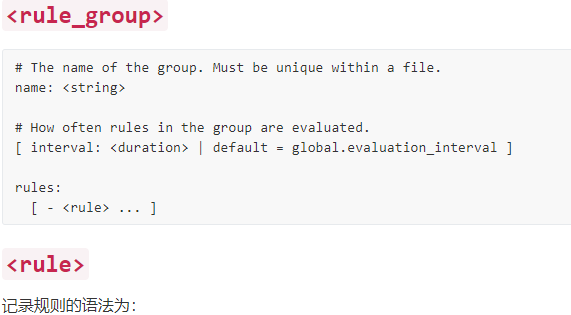 <rule_group>
# The name of the group. Must be unique within a file.
name: <string>
# How often rules in the group are evaluated.
[ interval: <duration> | default = global.evaluation_interval ]
rules:
  [ - <rule> ... ]
<rule>
记录规则的语法为：